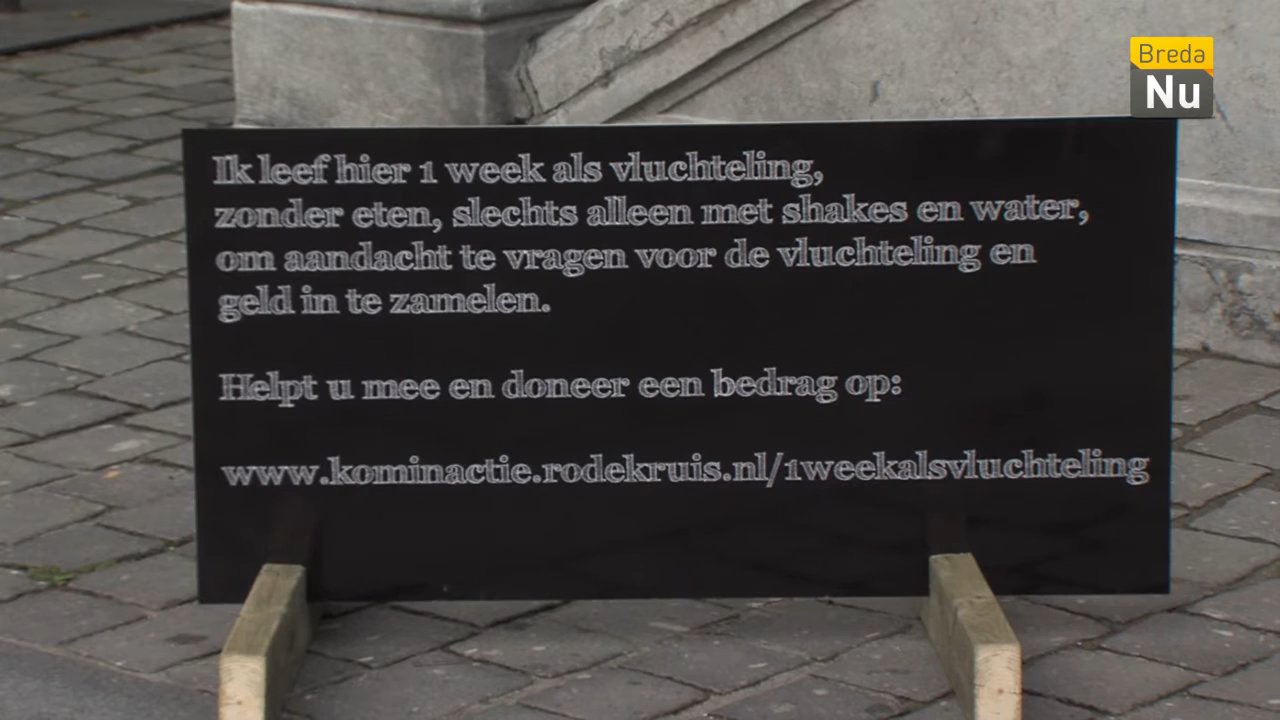 Breda
Nu
Ik leef hier 1 week als vluchteling,
zonder eten, slechts alleen met shakes en water,
om aandacht te vragen voor de vluchteling en
geld in te zamelen.
Helpt u mee en doneer een bedrag op:
www.kominactie.rodekruis.nl/1weekalsvluchteling